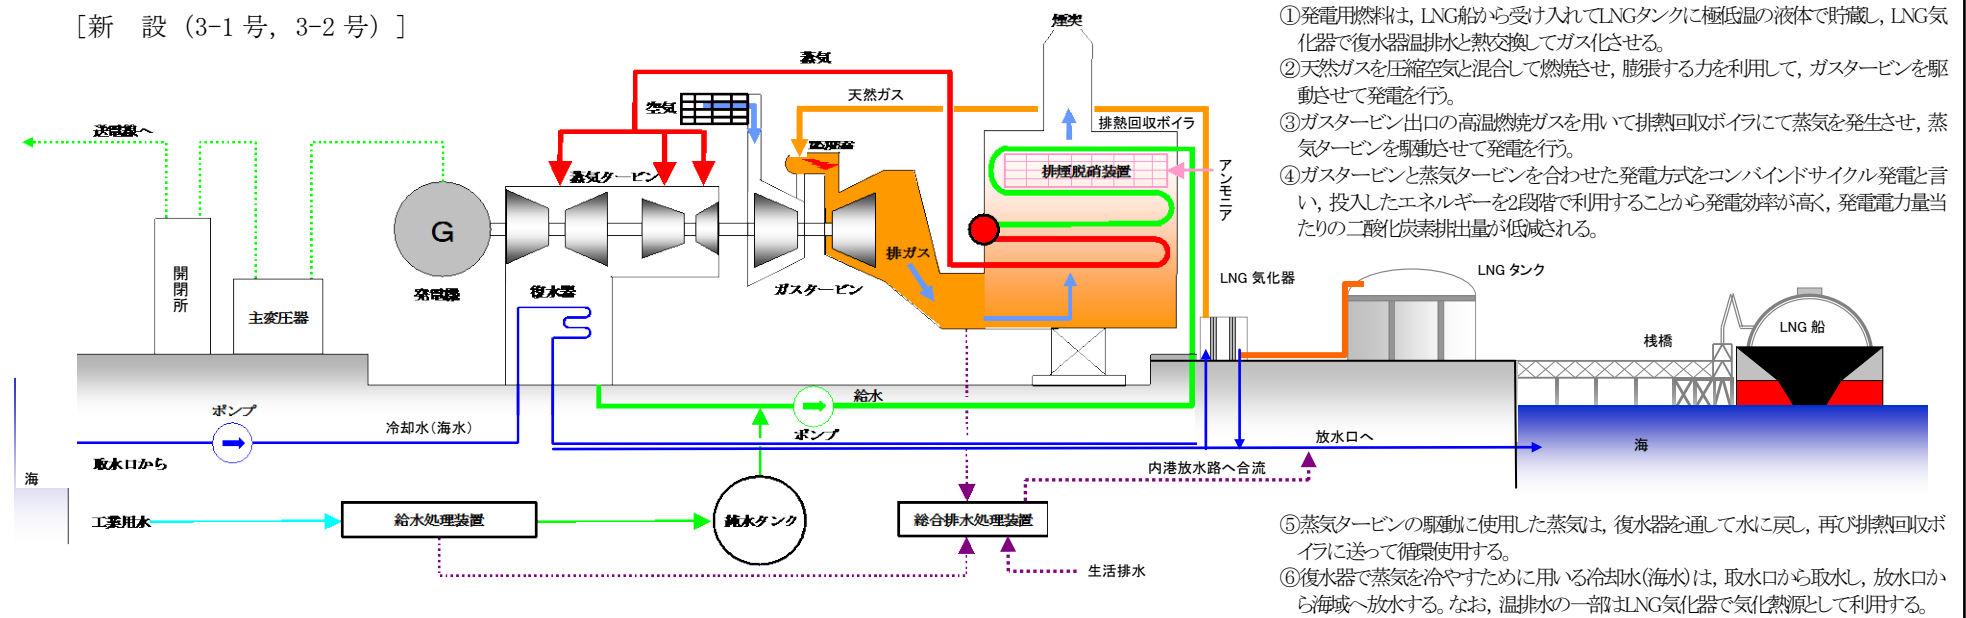 ［新　設（3-1号，3-2号）］
煙突
蒸気
空気
天然ガス
燃焼器
排熱回収ボイラ
送電線へ
蒸気タービン
排煙脱硝装置
アンモニア
G
排ガス
開閉所
発電機
復水器
ガスタービン
主変圧器
LNG 気化器
LNG タンク
LNG 船
桟橋
給水
ポンプ
ポンプ
冷却水（海水）
放水口へ
海
取水口から
海
内港放水路へ合流
工業用水
給水処理装置
純水タンク
総合排水処理装置
生活排水
①発電用燃料は，LNG船から受け入れてLNGタンクに極低温の液体で貯蔵し，LNG気
化器で復水器温排水と熱交換してガス化させる。
②天然ガスを圧縮空気と混合して燃焼させ，膨張する力を利用して，ガスタービンを駆
動させて発電を行う。
③ガスタービン出口の高温燃焼ガスを用いて排熱回収ボイラにて蒸気を発生させ，蒸
気タービンを駆動させて発電を行う。
④ガスタービンと蒸気タービンを合わせた発電方式をコンバインドサイクル発電と言
い，投入したエネルギーを2段階で利用することから発電効率が高く，発電電力量当
たりの二酸化炭素排出量が低減される。
⑤蒸気タービンの駆動に使用した蒸気は，復水器を通して水に戻し，再び排熱回収ボ
イラに送って循環使用する。
⑥復水器で蒸気を冷やすために用いる冷却水(海水)は，取水口から取水し，放水口か
ら海域へ放水する。なお，温排水の一部はLNG気化器で気化熱源として利用する。